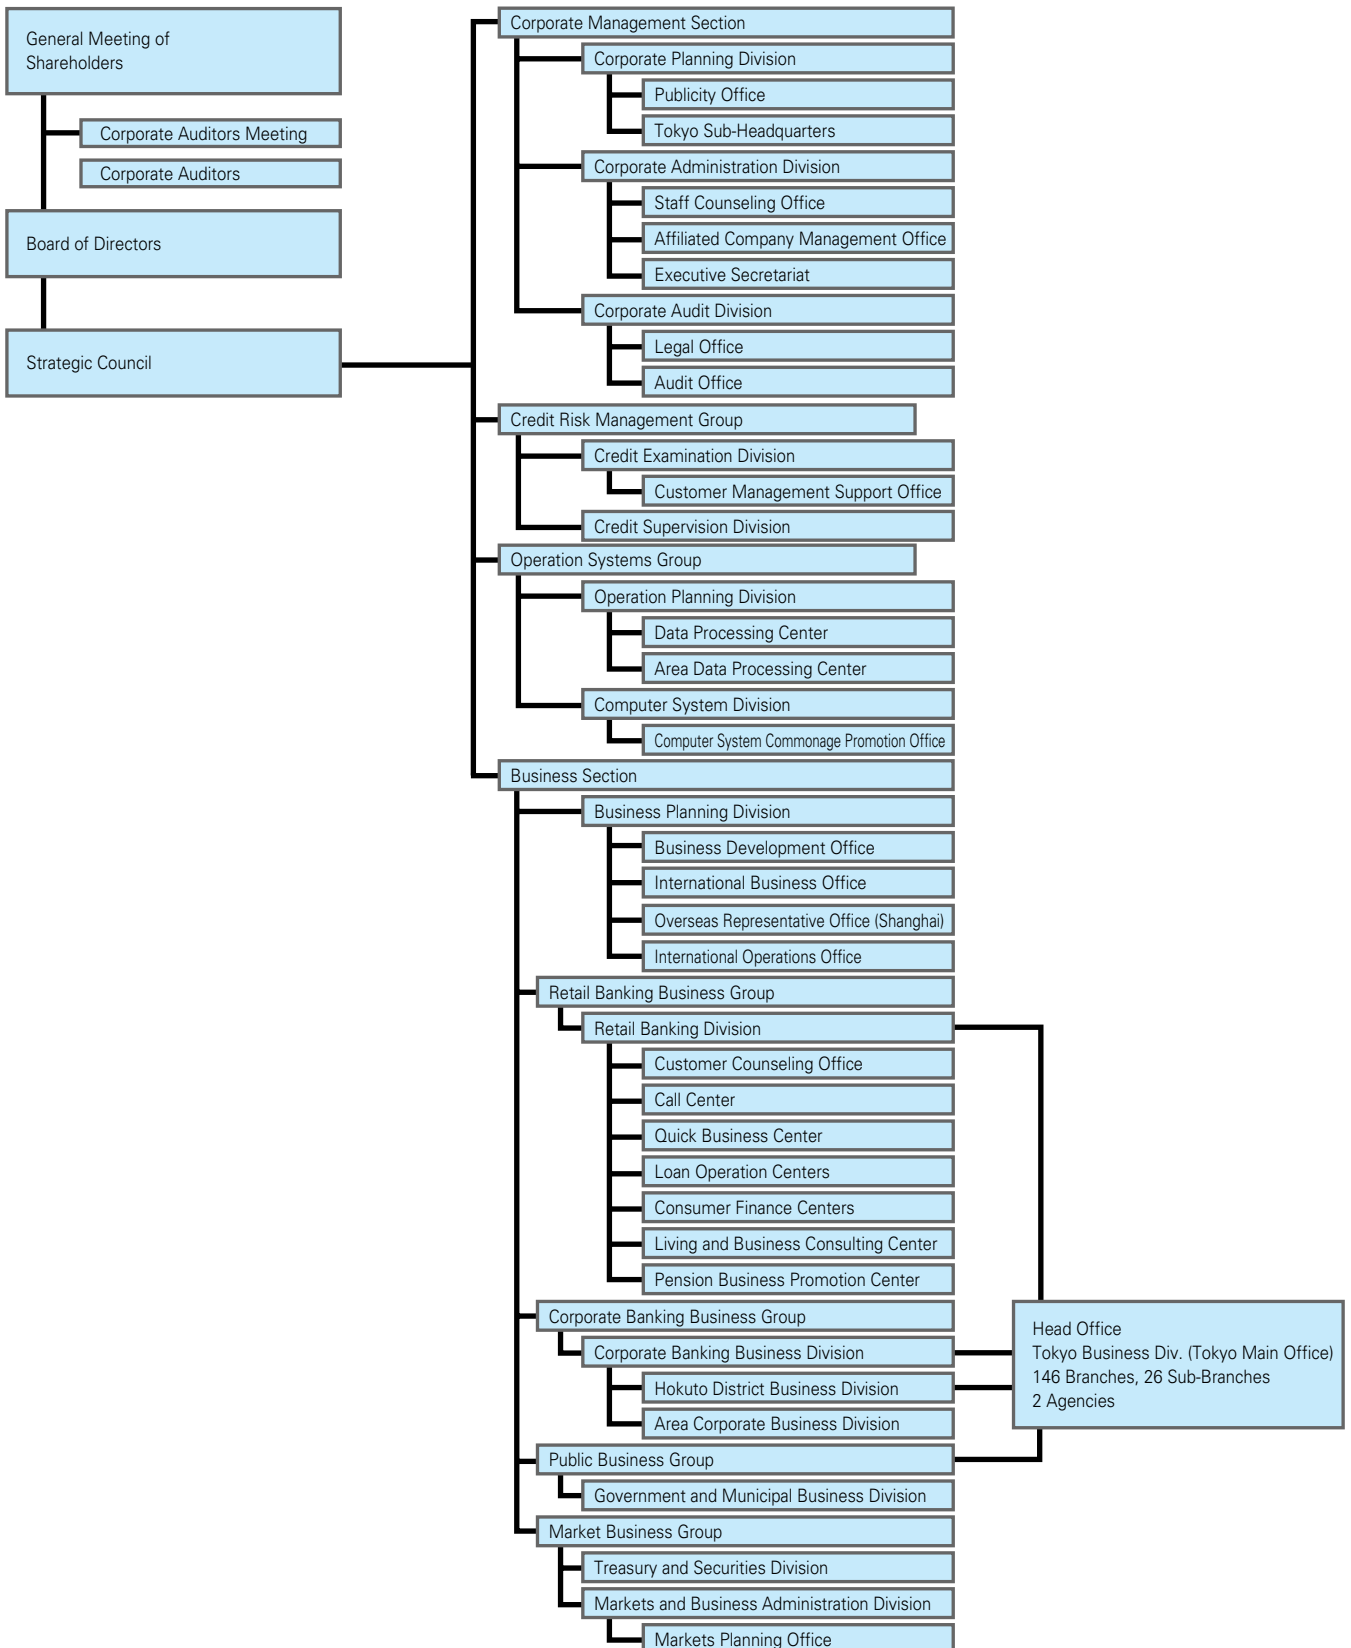 General Meeting of
Shareholders
Corporate Auditors Meeting
Corporate Auditors
Board of Directors
Strategic Council
Corporate Management Section
Corporate Planning Division
Publicity Office
Tokyo Sub-Headquarters
Corporate Administration Division
Staff Counseling Office
Affiliated Company Management Office
Executive Secretariat
Corporate Audit Division
Legal Office
Audit Office
Credit Risk Management Group
Credit Examination Division
Customer Management Support Office
Credit Supervision Division
Operation Systems Group
Operation Planning Division
Data Processing Center
Area Data Processing Center
Computer System Division
Computer System Commonage Promotion Office
Business Section
Business Planning Division
Business Development Office
International Business Office
Overseas Representative Office (Shanghai)
International Operations Office
Retail Banking Business Group
Retail Banking Division
Customer Counseling Office
Call Center
Quick Business Center
Loan Operation Centers
Consumer Finance Centers
Living and Business Consulting Center
Pension Business Promotion Center
Corporate Banking Business Group
Corporate Banking Business Division
Hokuto District Business Division
Area Corporate Business Division
Public Business Group
Government and Municipal Business Division
Market Business Group
Treasury and Securities Division
Markets and Business Administration Division
Markets Planning Office
Head Office
Tokyo Business Div. (Tokyo Main Office)
146 Branches, 26 Sub-Branches
2 Agencies